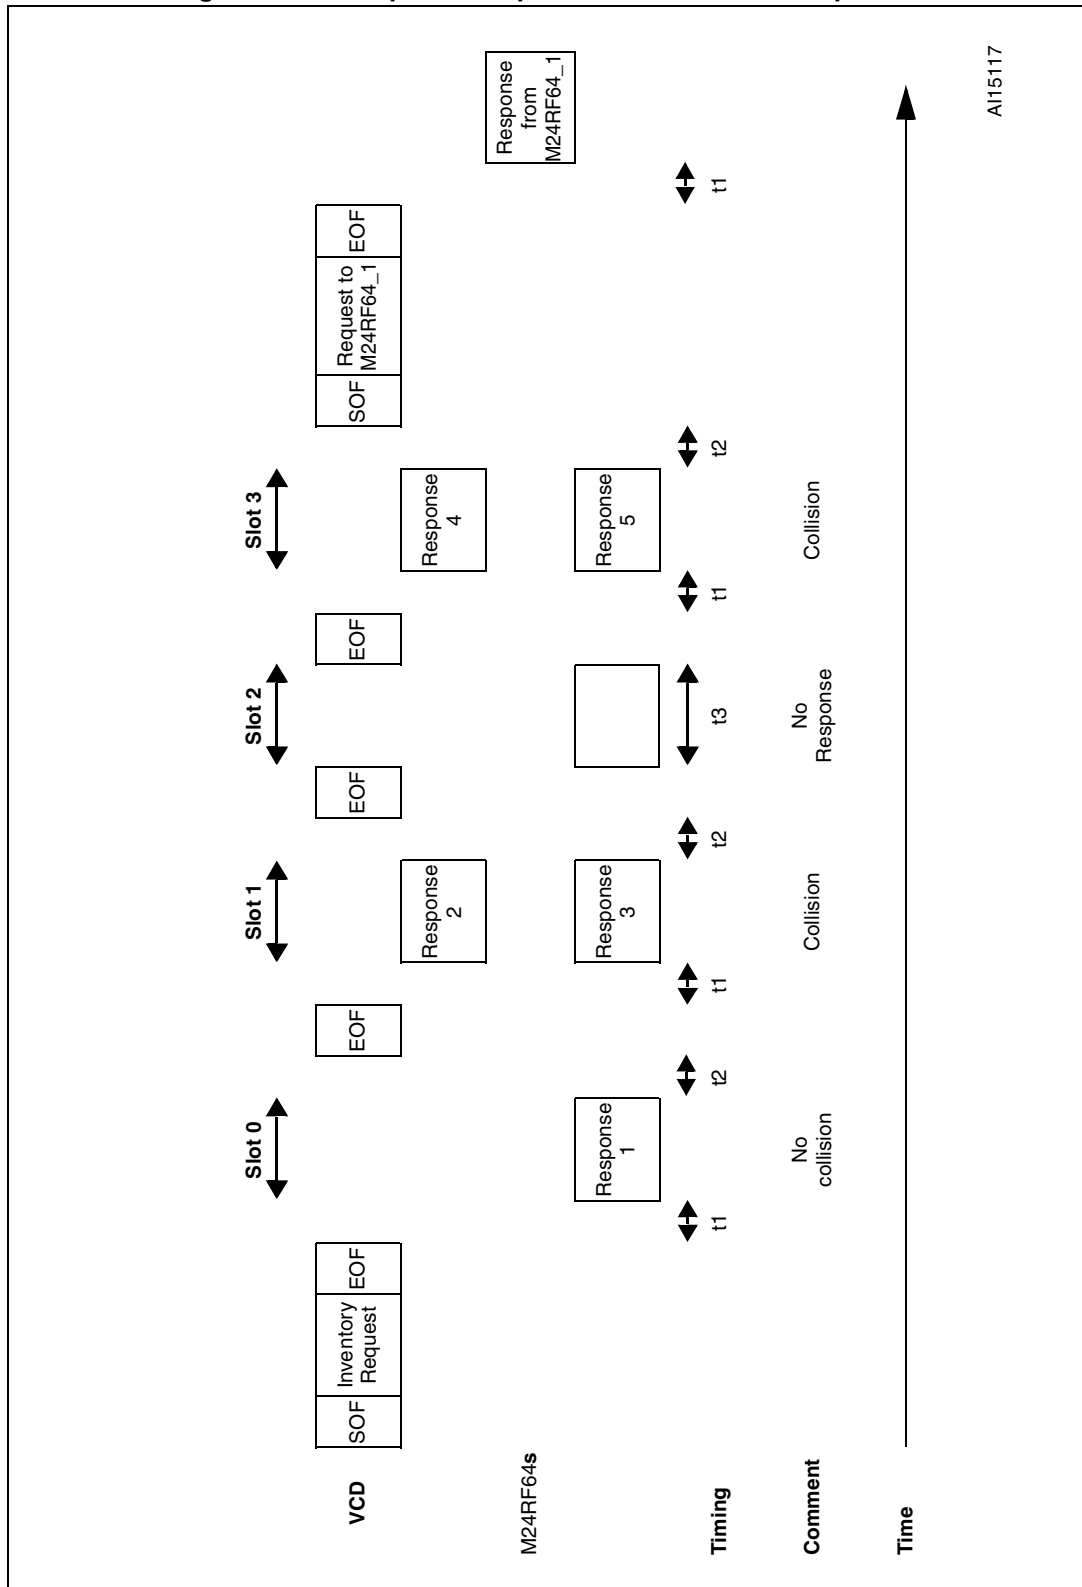 Slot 0
Slot 1
Slot 2
Slot 3
VCD
SOF
Inventory
Request
EOF
EOF
EOF
EOF
SOF
Request to
M24RF64_1
EOF
Response
2
Response
4
M24RF64s
Response
from
M24RF64_1
Response
1
Response
3
Response
5
Timing
t1
t2
t1
t2
t3
t1
t2
t1
Comment
No
collision
Collision
No
Response
Collision
Time
AI15117